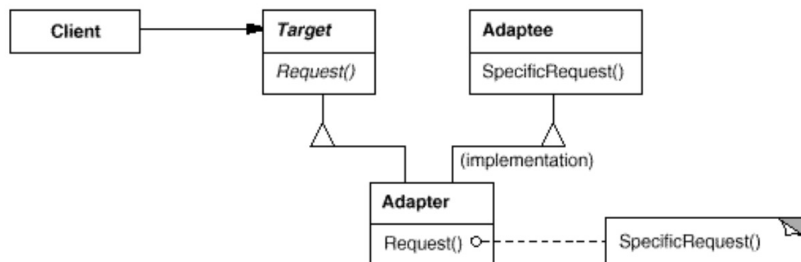 Client
Target
Request()
Adaptee
SpecificRequest()
(implementation)
Adapter
Request()
SpecificRequest()